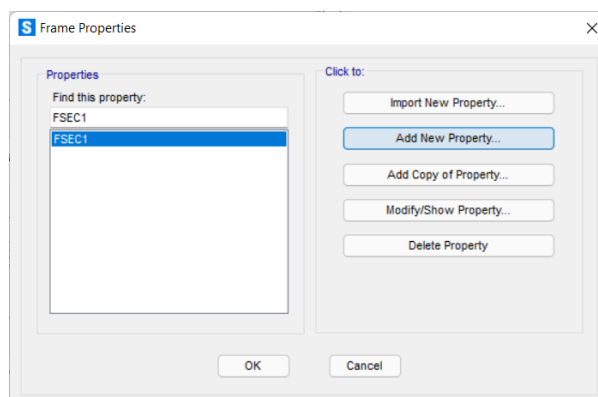 S Frame Properties
Properties
Find this property:
FSEC1
FSEC1
Click to:
Import New Property...
Add New Property...
Add Copy of Property...
Modify/Show Property...
Delete Property
OK
Cancel